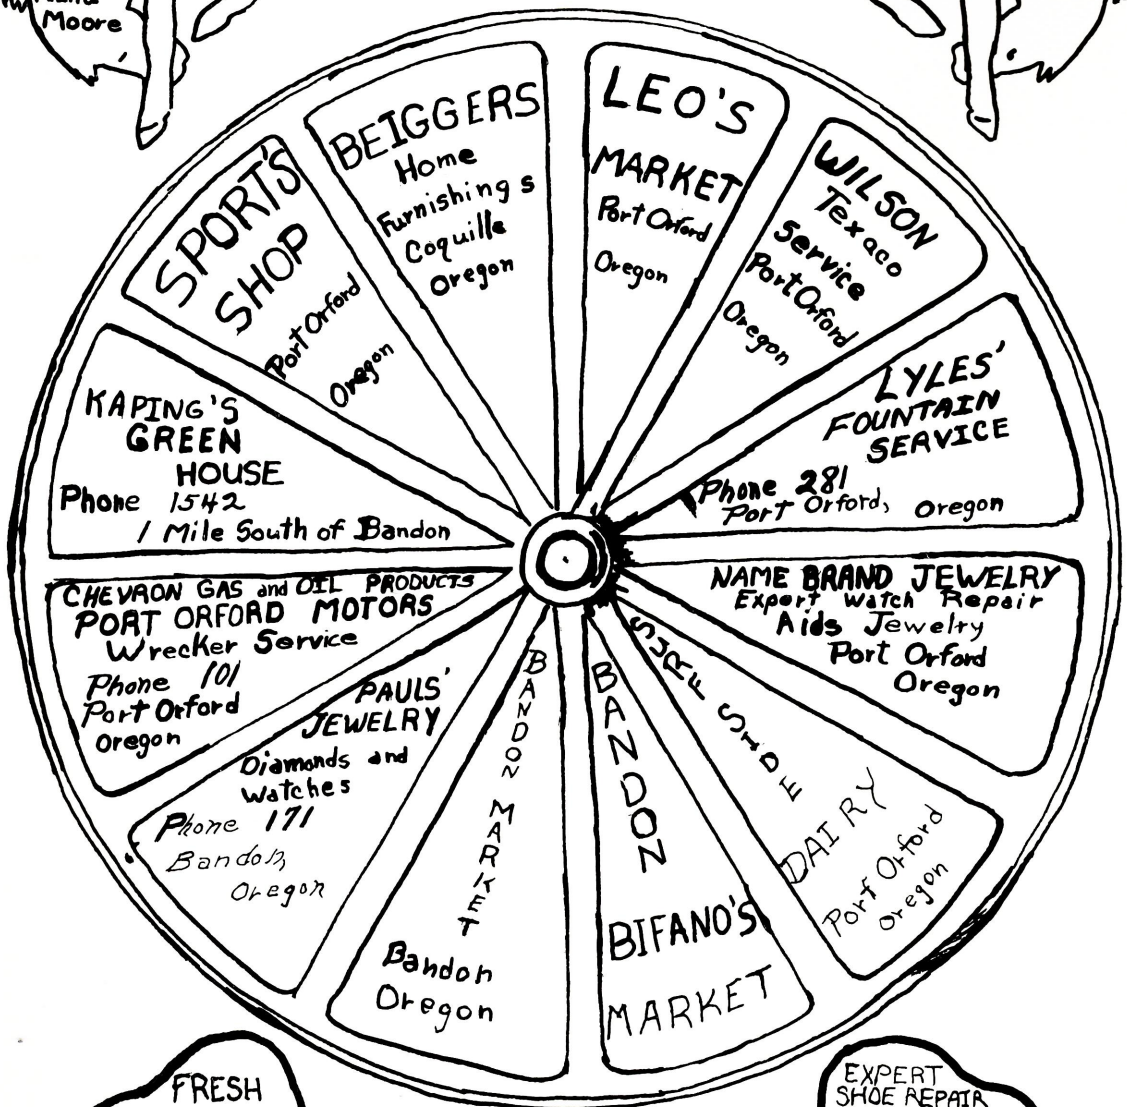 Moore
LEO'S
MARKET
Port Orford
Oregon
WILSON
Texaco
Service
Port Orford
Oregon
LYLES'
FOUNTAIN
SERVICE
Phone 281
Port Orford,  Oregon
NAME BRAND JEWELRY
Expert Watch Repair
Aids Jewelry
Port Orford
Oregon
SURF SIDE
DAIRY
Port Orford
Oregon
BANDON
BIFANO'S
MARKET
BANDON MARKET
Bandon
Oregon
PAULS'
JEWELRY
Diamonds and
Watches
Phone 171
Bandon,
Oregon
CHEVRON GAS and OIL PRODUCTS
PORT ORFORD MOTORS
Wrecker Service
Phone 101
Port Orford
Oregon
KAPING'S
GREEN
HOUSE
Phone 1542
1 Mile South of Bandon
SPORT'S
SHOP
Port Orford
Oregon
BEIGGERS
Home
Furnishings
Coquille
Oregon
FRESH
EXPERT
SHOE REPAIR